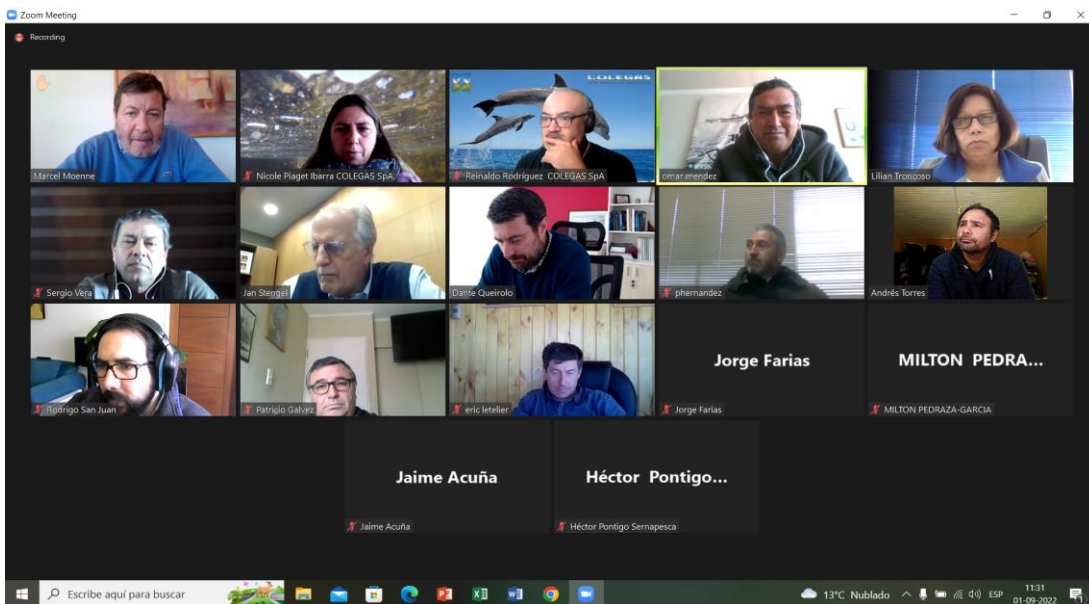 Zoom Meeting
Recording
COLEGAS
Marcel Moenne
Nicole Piaget Ibarra COLEGAS SpA.
Reinaldo Rodríguez COLEGAS SpA
omar mendez
Lilian Troncoso
Sergio Vera
Jan Stengel
Dante Queirolo
phernandez
Andrés Torres
Rodrigo San Juan
Patricio Galvez
eric letelier
Jorge Farias
Jorge Farias
MILTON PEDRA...
MILTON PEDRAZA-GARCIA
Jaime Acuña
Jaime Acuña
Héctor Pontigo...
Héctor Pontigo Sernapesca
Escribe aquí para buscar
13°C Nublado
ESP
11:31
01-09-2022